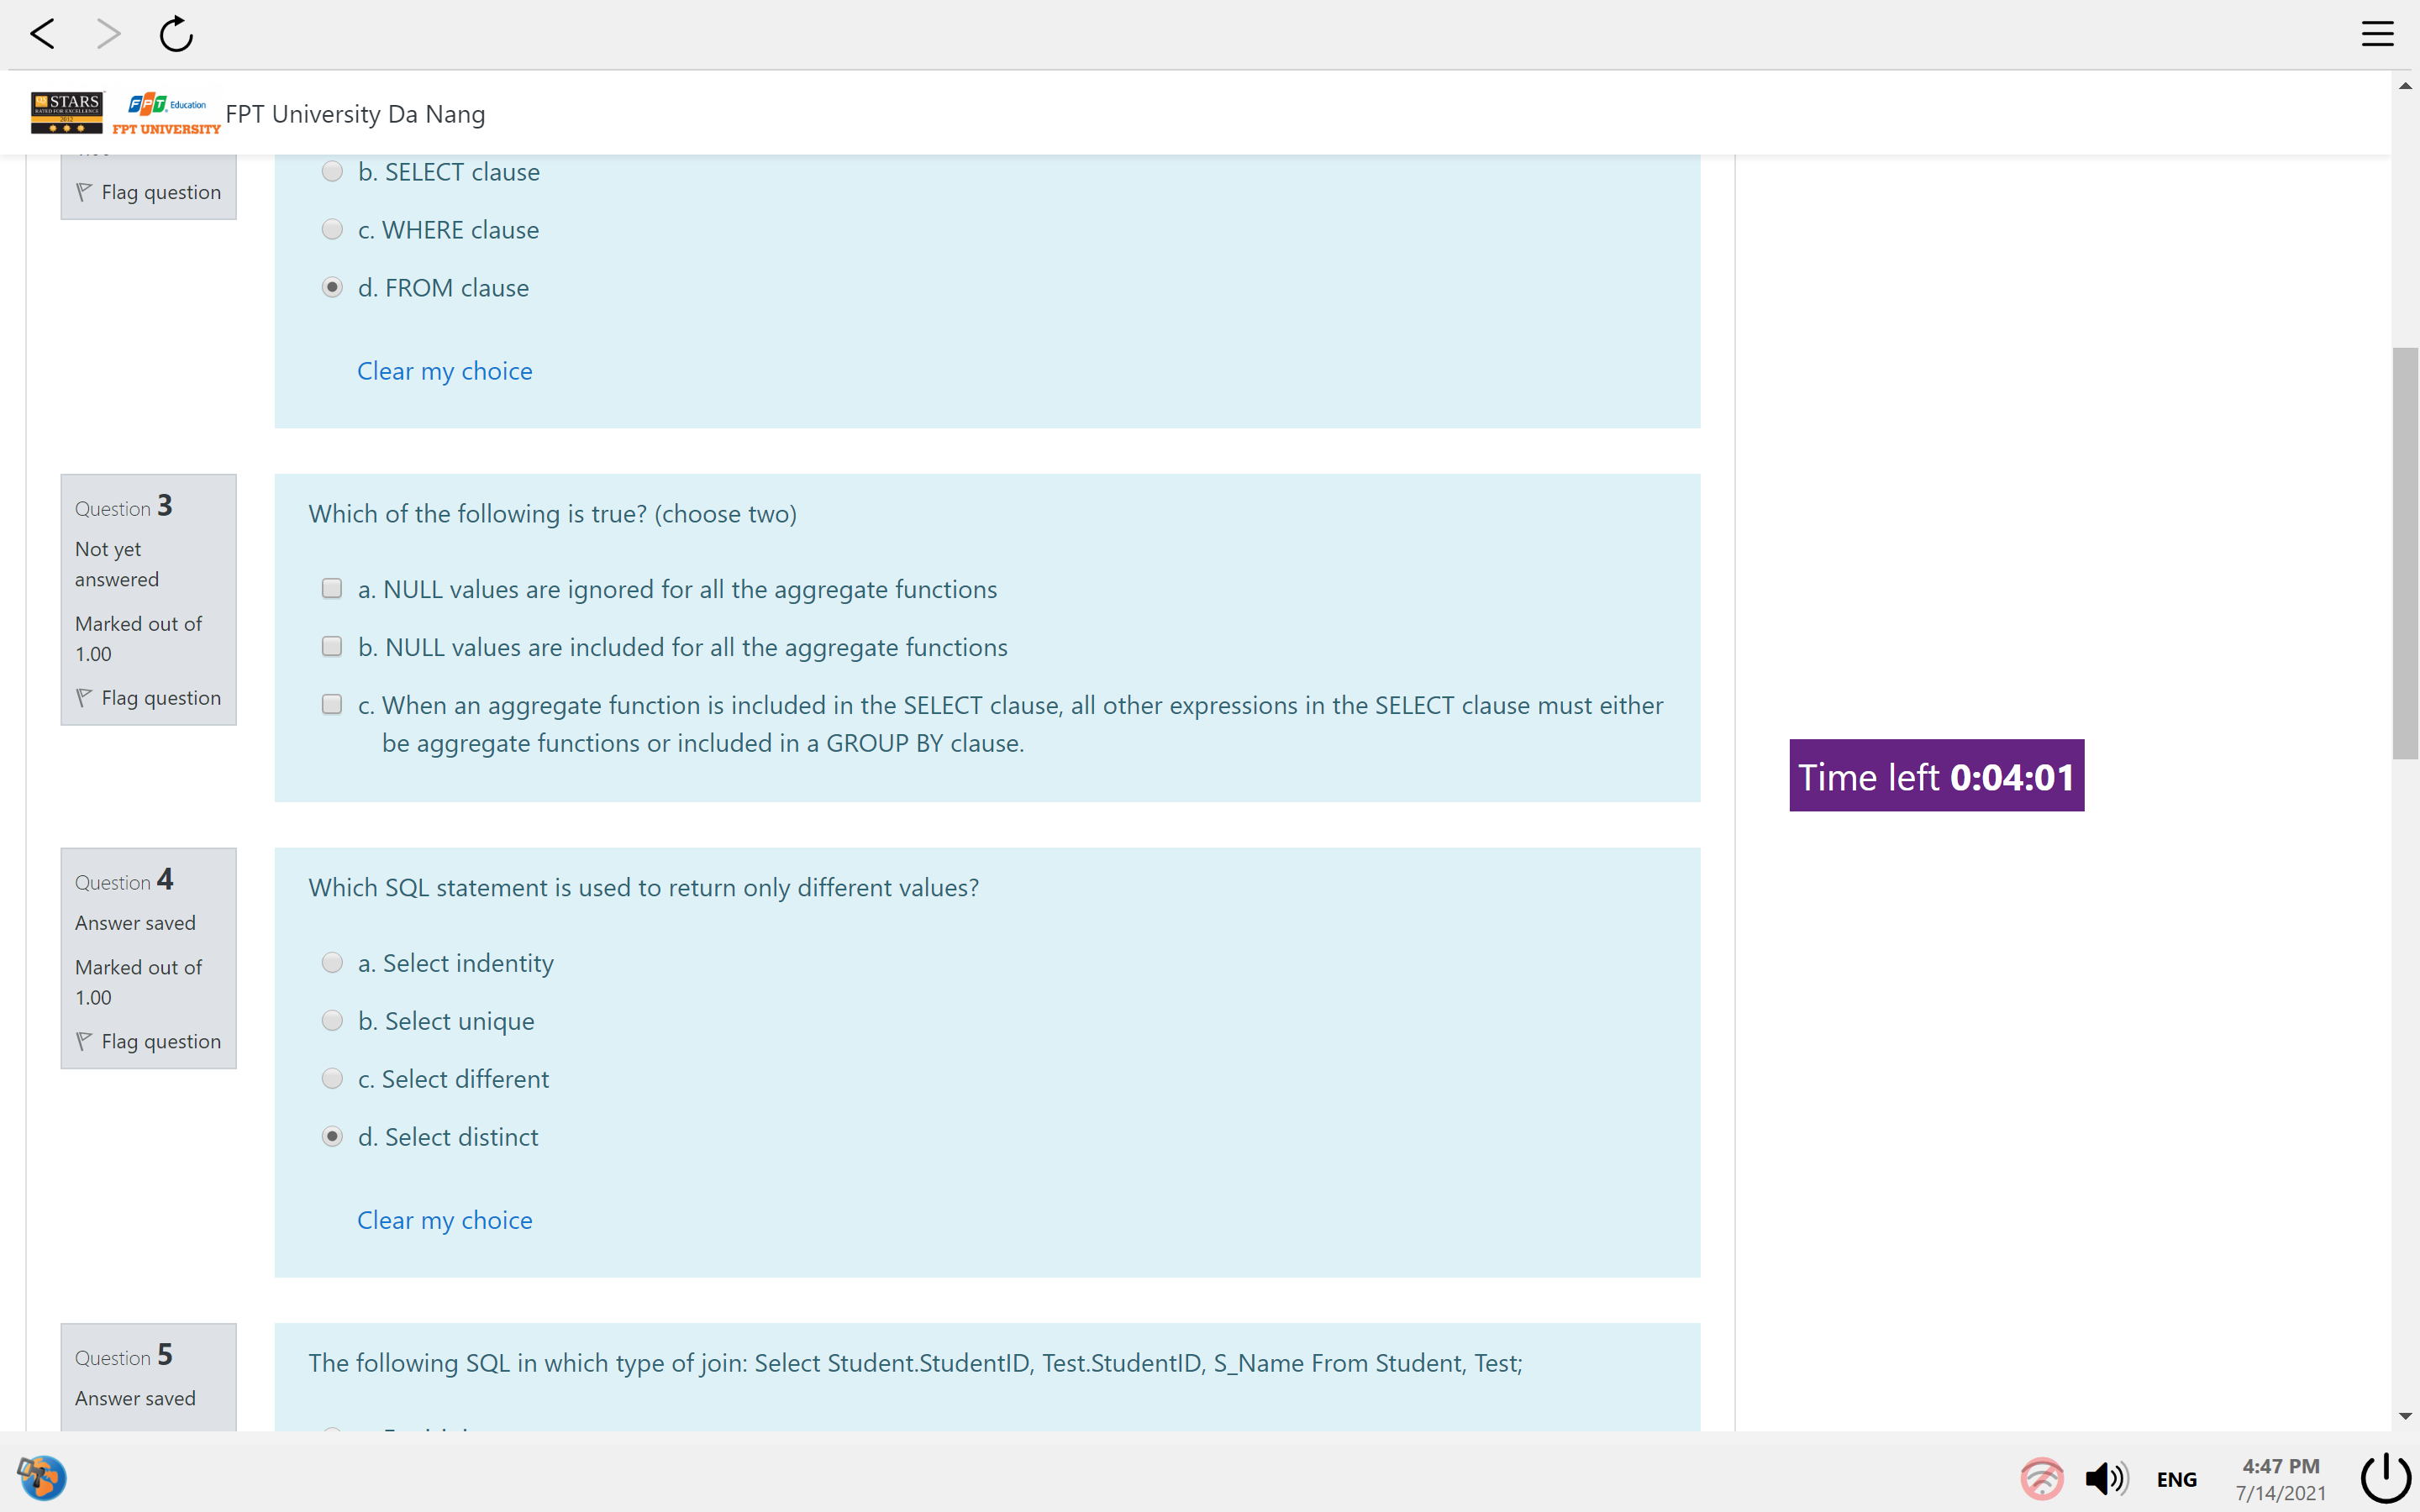 STARS
RATED FOR EXCELLENCE
2012
FPT Education
FPT UNIVERSITY
FPT University Da Nang
Flag question
b. SELECT clause
c. WHERE clause
d. FROM clause
Clear my choice
Question 3
Not yet
answered
Marked out of
1.00
Flag question
Which of the following is true? (choose two)
a. NULL values are ignored for all the aggregate functions
b. NULL values are included for all the aggregate functions
c. When an aggregate function is included in the SELECT clause, all other expressions in the SELECT clause must either
be aggregate functions or included in a GROUP BY clause.
Time left 0:04:01
Question 4
Answer saved
Marked out of
1.00
Flag question
Which SQL statement is used to return only different values?
a. Select indentity
b. Select unique
c. Select different
d. Select distinct
Clear my choice
Question 5
Answer saved
The following SQL in which type of join: Select Student.StudentID, Test.StudentID, S_Name From Student, Test;
ENG
4:47 PM
7/14/2021